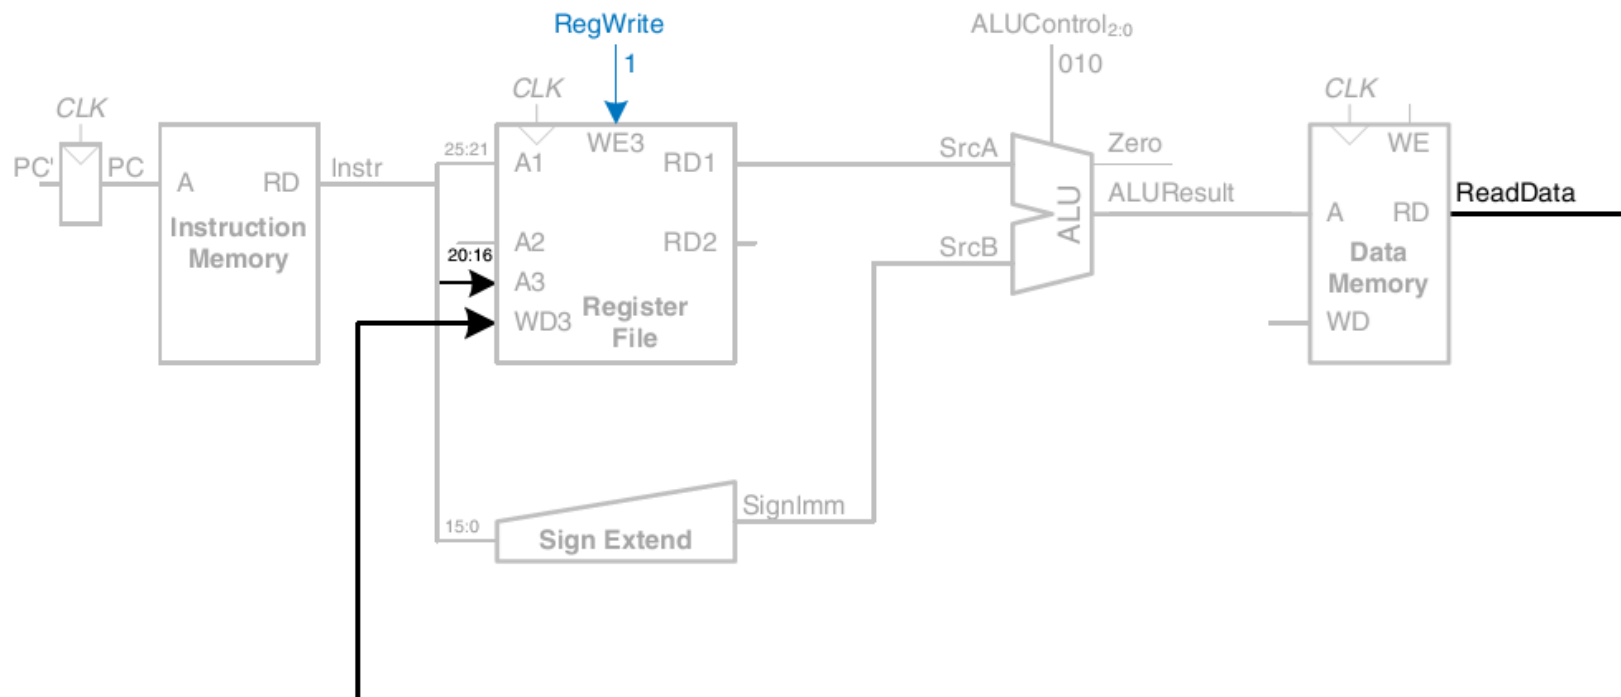 RegWrite
1
ALUControl2:0
010
CLK
PC'
PC
A
RD
Instruction
Memory
Instr
25:21
20:16
15:0
CLK
WE3
A1
RD1
A2
RD2
A3
WD3
Register
File
Sign Extend
SignImm
SrcA
SrcB
ALU
Zero
ALUResult
CLK
WE
A
RD
Data
Memory
WD
ReadData